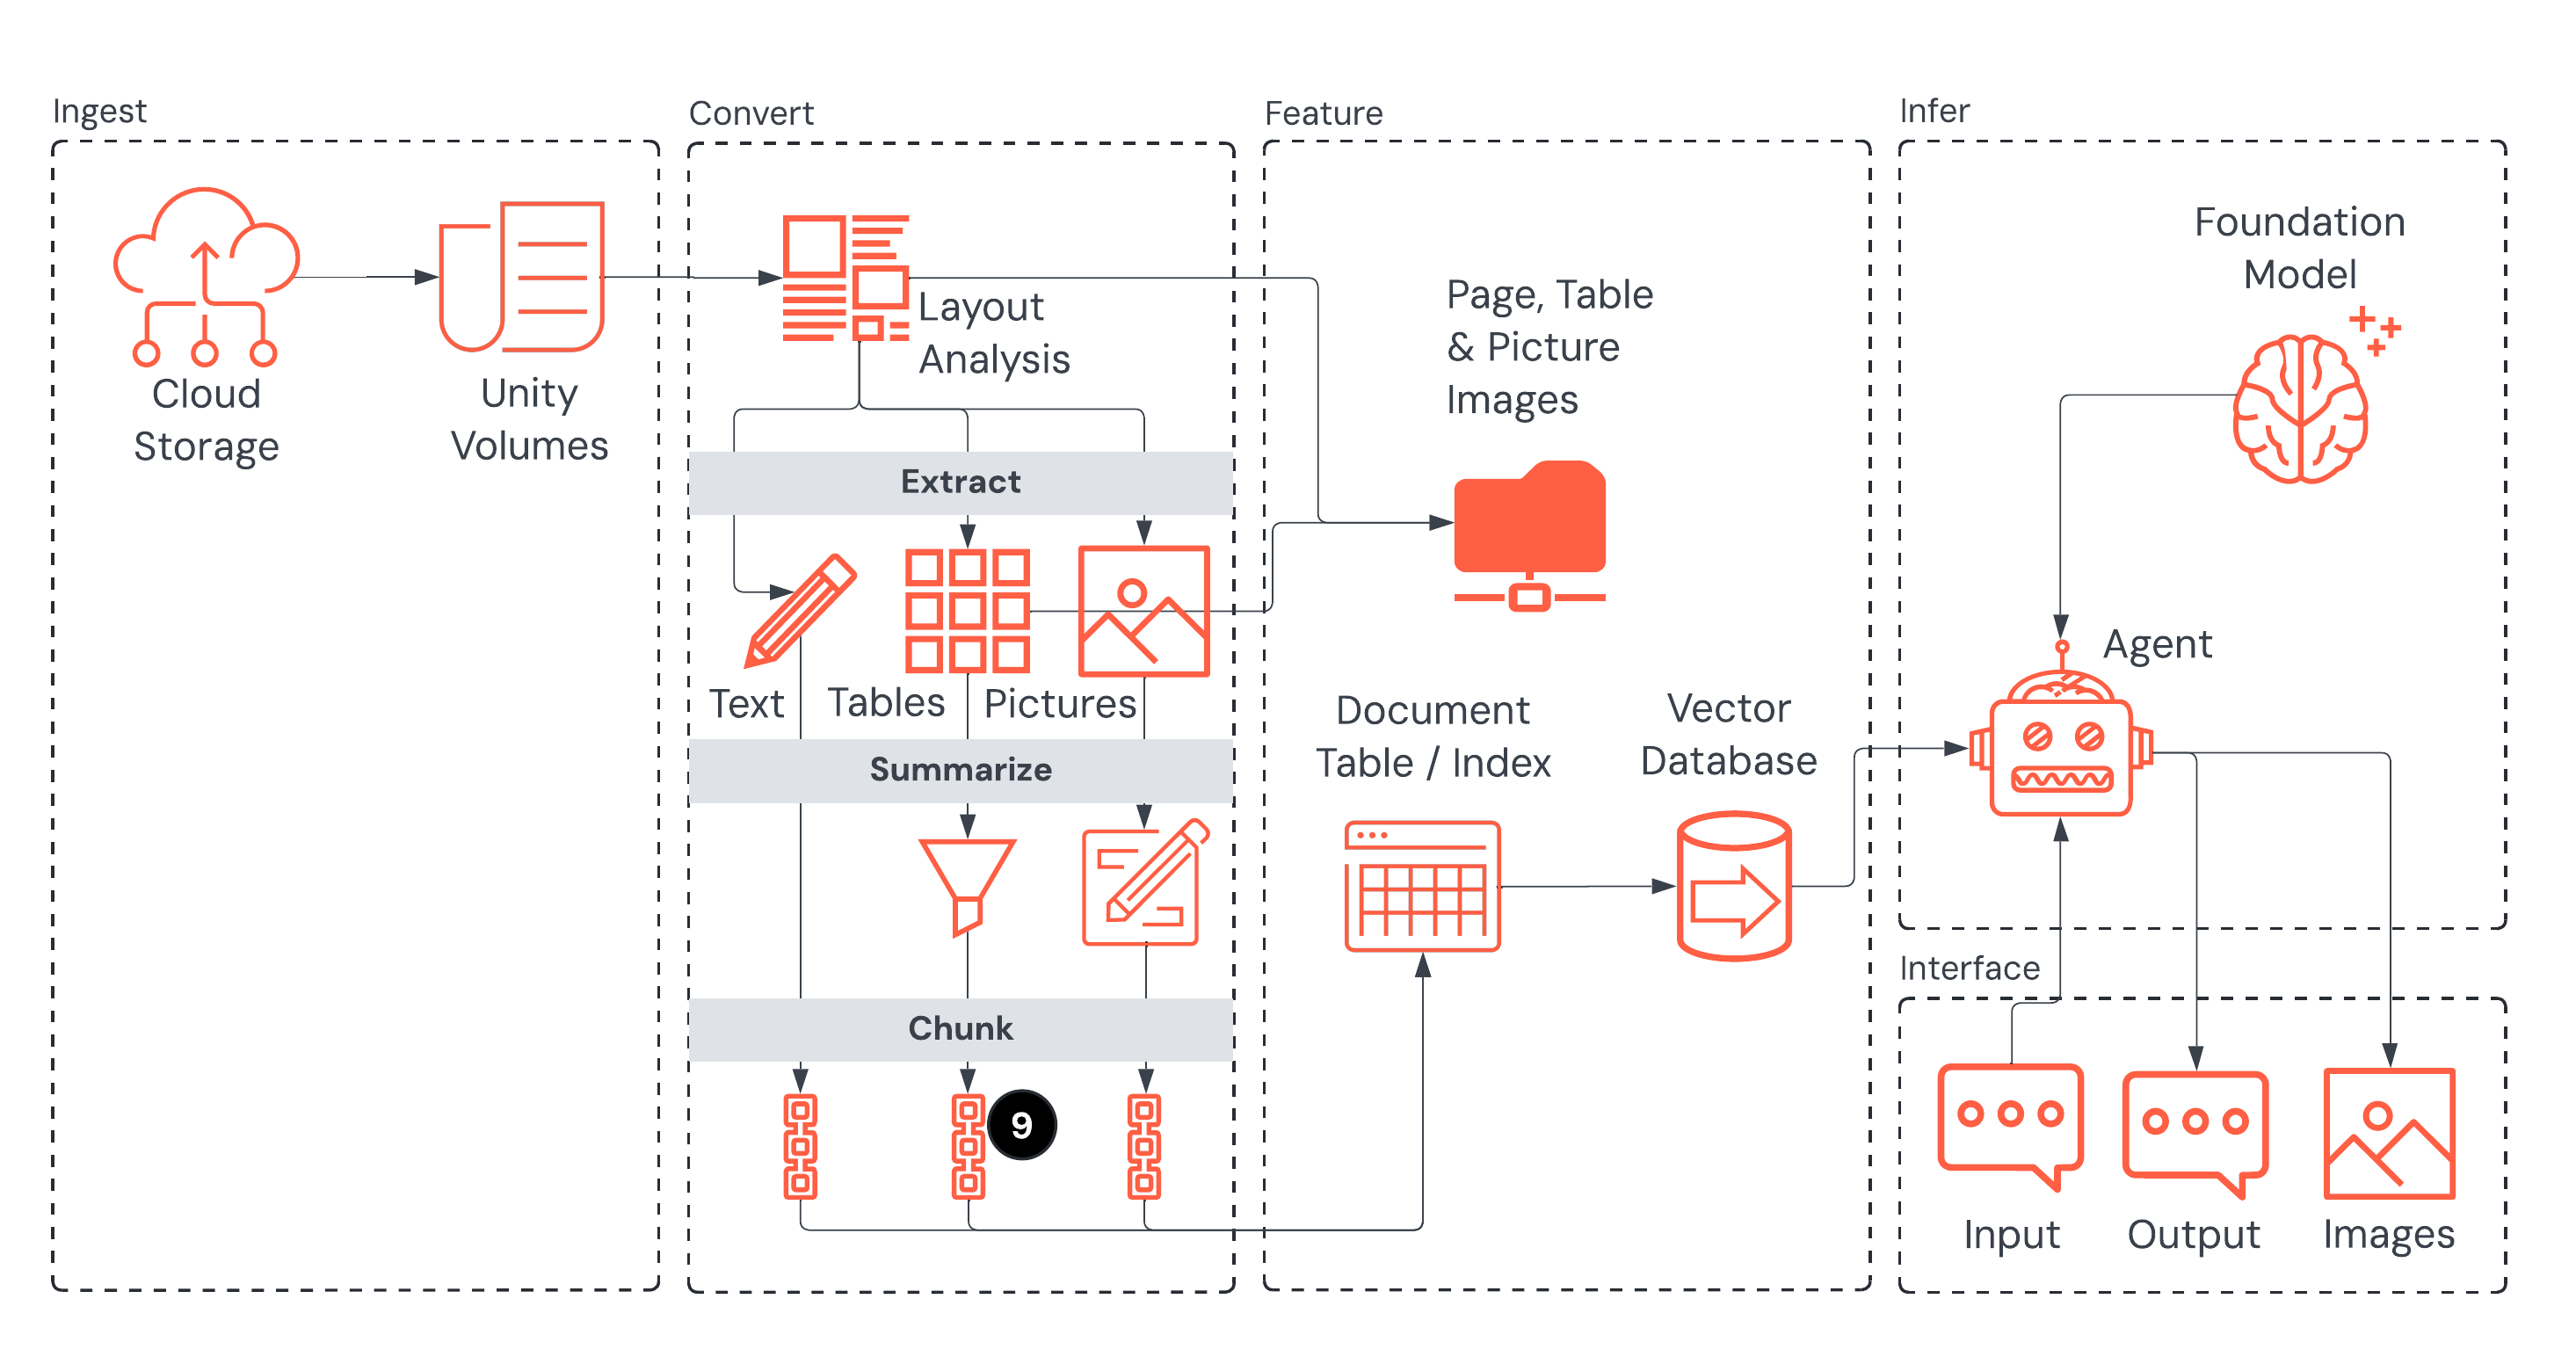 Ingest
Cloud
Storage
Unity
Volumes
Convert
Layout
Analysis
Extract
Text
Tables
Pictures
Summarize
Chunk
9
Feature
Page, Table
& Picture
Images
Document
Table / Index
Vector
Database
Infer
Foundation
Model
Agent
Interface
Input
Output
Images